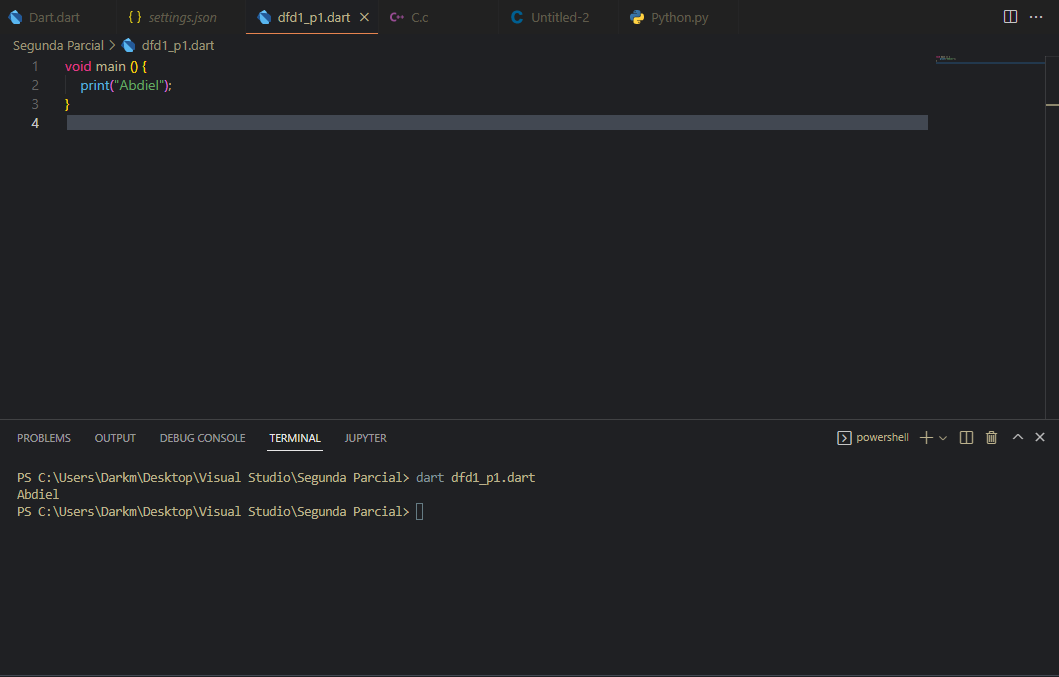 Dart.dart { } settings.json dfd1_p1.dart C++ C.c C Untitled-2 Python.py
Segunda Parcial > dfd1_p1.dart
1 void main () {
2 print("Abdiel");
3 }
4
PROBLEMS OUTPUT DEBUG CONSOLE TERMINAL JUPYTER powershell
PS C:\Users\Darkm\Desktop\Visual Studio\Segunda Parcial> dart dfd1_p1.dart
Abdiel
PS C:\Users\Darkm\Desktop\Visual Studio\Segunda Parcial>